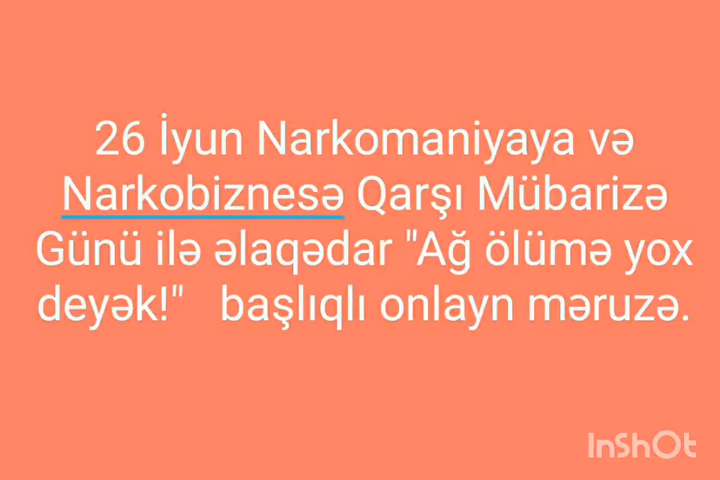 26 İyun Narkomaniyaya və
Narkobiznesə Qarşı Mübarizə
Günü ilə əlaqədar "Ağ ölümə yox
deyək!"   başlıqlı onlayn məruzə.
InShOt